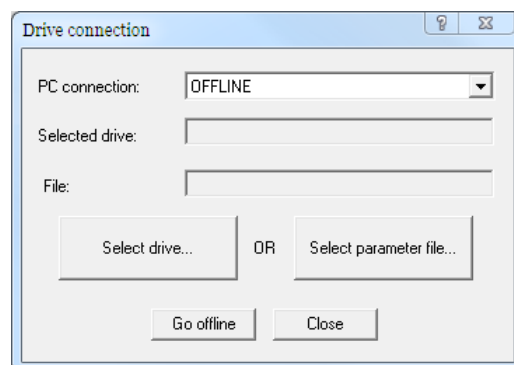 Drive connection
PC connection: OFFLINE
Selected drive:
File:
Select drive... OR Select parameter file...
Go offline Close